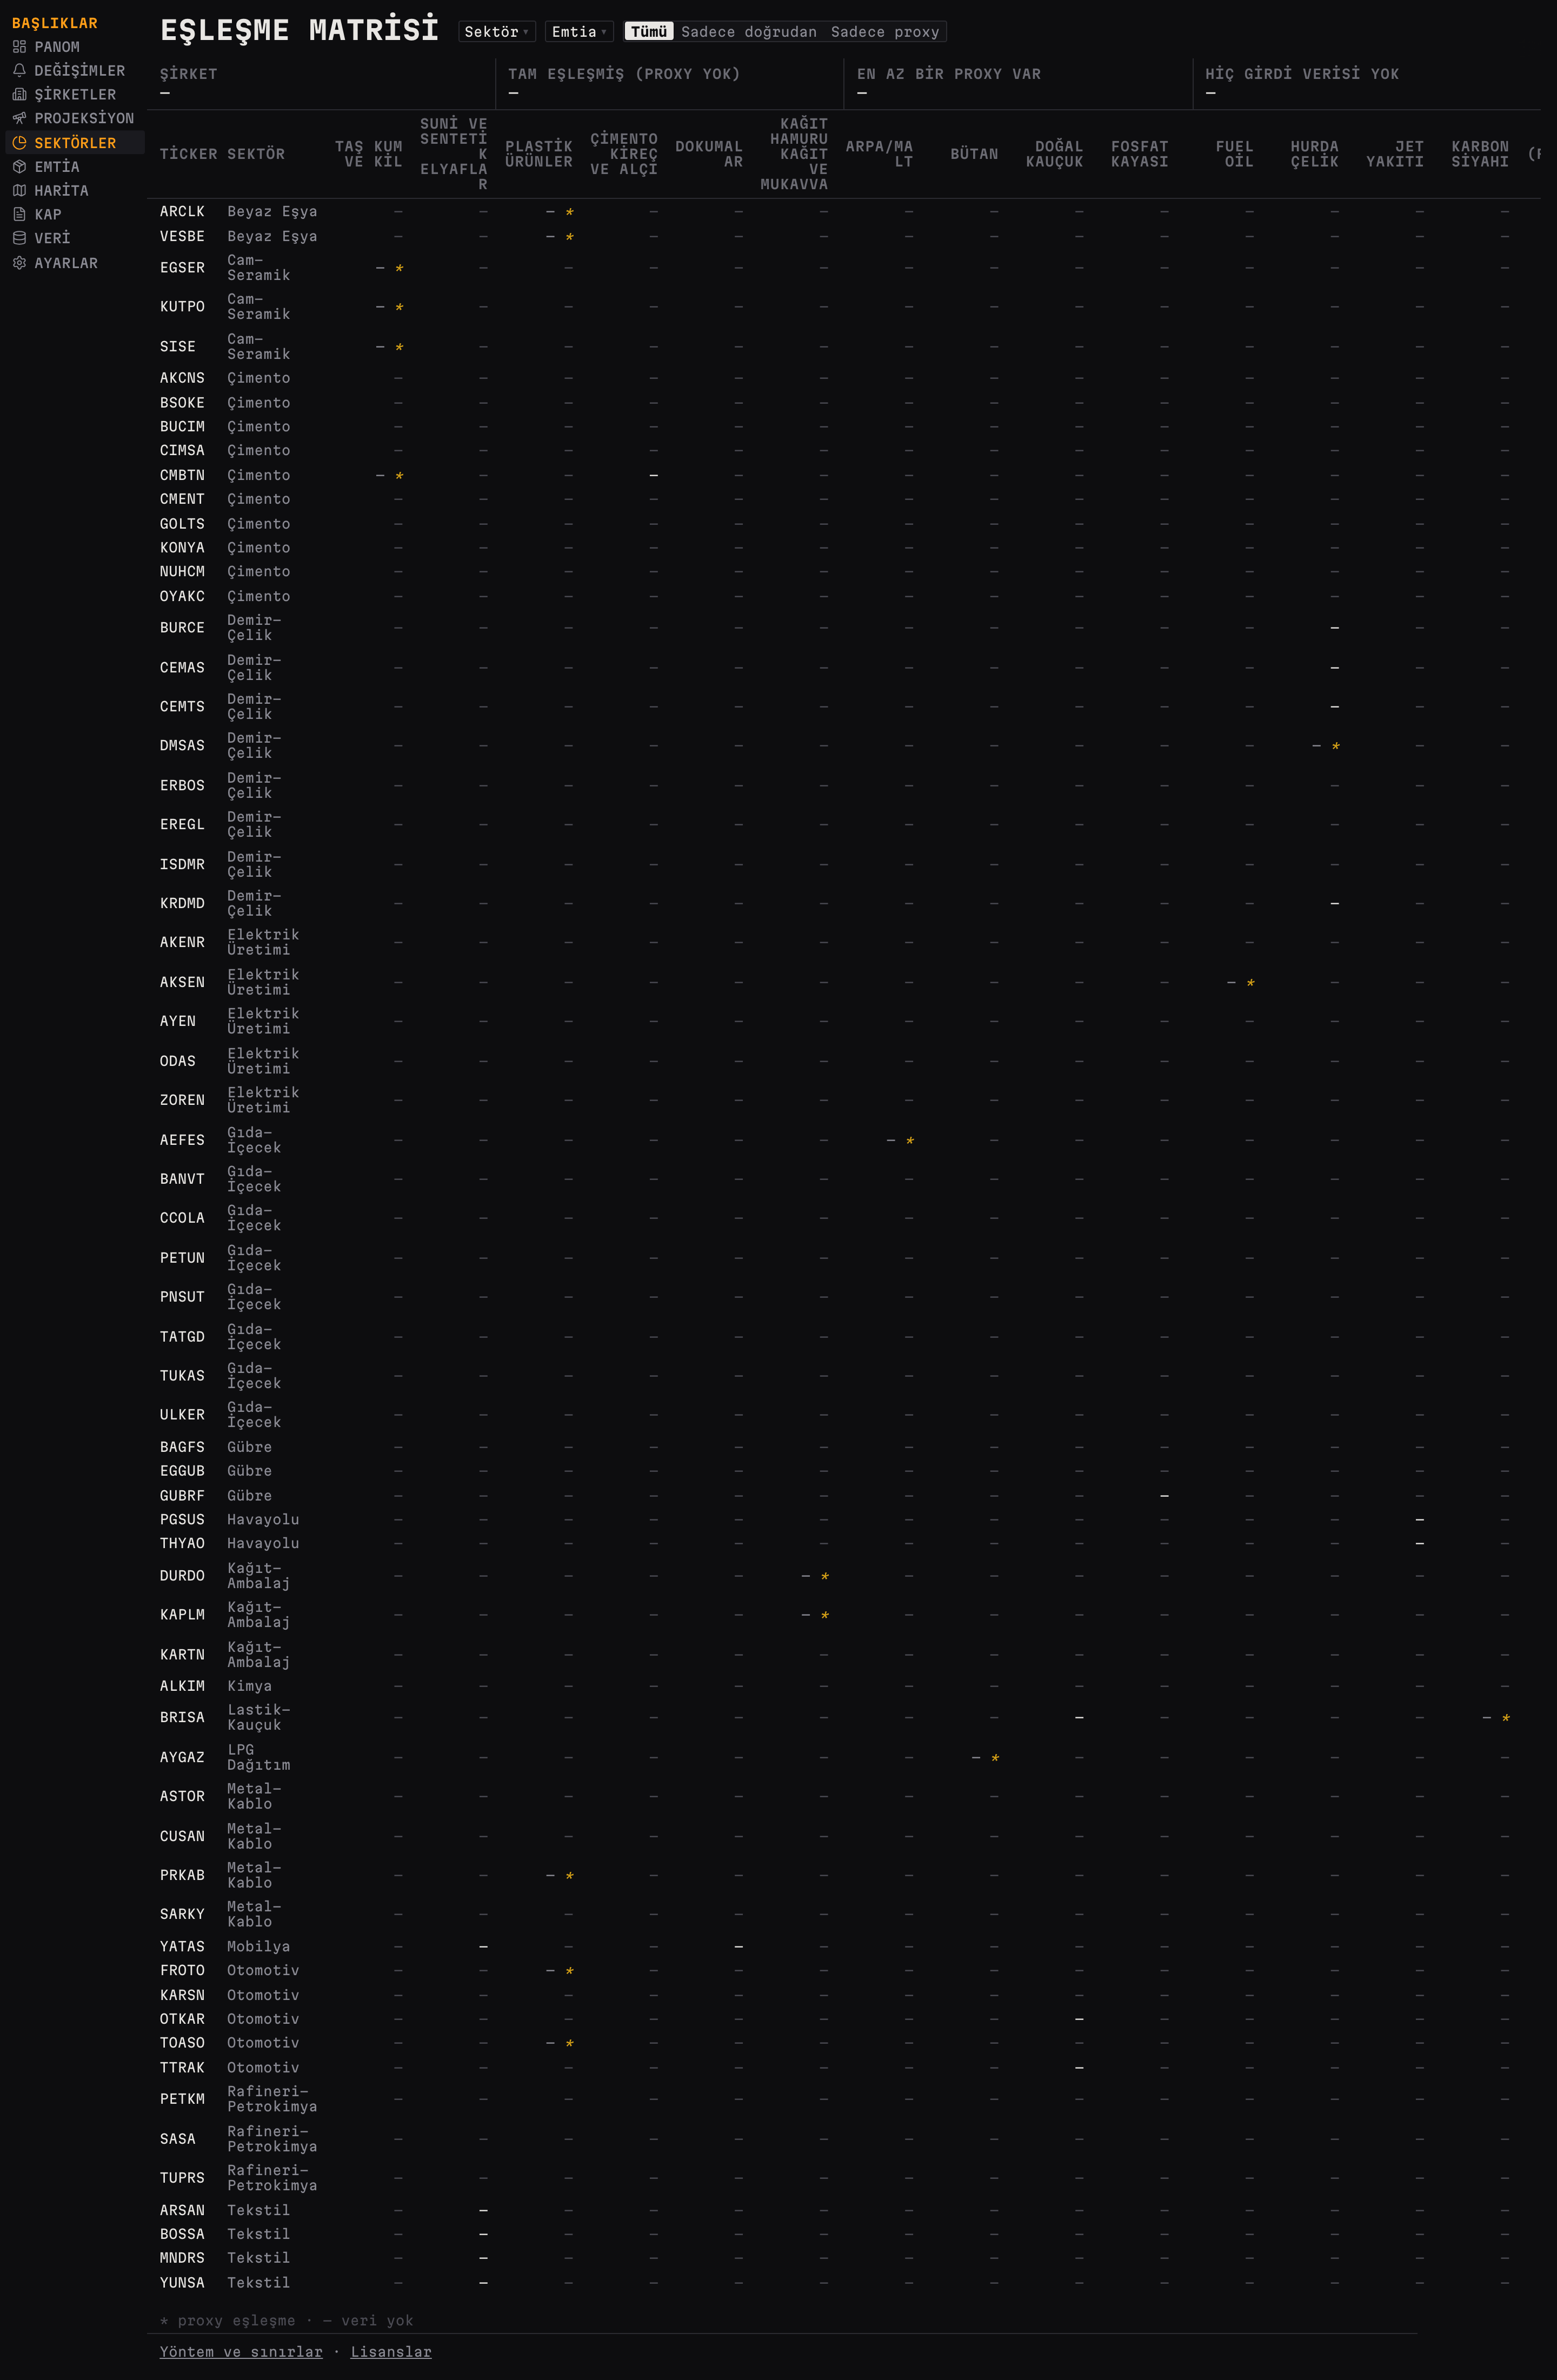 BAŞLIKLAR
PANOM
DEĞİŞİMLER
ŞİRKETLER
PROJEKSİYON
SEKTÖRLER
EMTİA
HARİTA
KAP
VERİ
AYARLAR
EŞLEŞME MATRİSİ Sektör ▾ Emtia ▾ Tümü Sadece doğrudan Sadece proxy
ŞİRKET TAM EŞLEŞMİŞ (PROXY YOK) EN AZ BİR PROXY VAR HİÇ GİRDİ VERİSİ YOK
— — — —
TİCKER SEKTÖR TAŞ KUM VE KİL SUNİ VE SENTETİK ELYAFLAR PLASTİK ÜRÜNLER ÇİMENTO KİREÇ VE ALÇI DOKUMALAR KAĞIT HAMURU KAĞIT VE MUKAVVA ARPA/MALT BÜTAN DOĞAL KAUÇUK FOSFAT KAYASI FUEL OİL HURDA ÇELİK JET YAKITI KARBON SİYAHI
ARCLK Beyaz Eşya — — — * — — — — — — — — — — —
VESBE Beyaz Eşya — — — * — — — — — — — — — — —
EGSER Cam-Seramik — * — — — — — — — — — — — — —
KUTPO Cam-Seramik — * — — — — — — — — — — — — —
SISE Cam-Seramik — * — — — — — — — — — — — — —
AKCNS Çimento — — — — — — — — — — — — — —
BSOKE Çimento — — — — — — — — — — — — — —
BUCIM Çimento — — — — — — — — — — — — — —
CIMSA Çimento — — — — — — — — — — — — — —
CMBTN Çimento — * — — — — — — — — — — — — —
CMENT Çimento — — — — — — — — — — — — — —
GOLTS Çimento — — — — — — — — — — — — — —
KONYA Çimento — — — — — — — — — — — — — —
NUHCM Çimento — — — — — — — — — — — — — —
OYAKC Çimento — — — — — — — — — — — — — —
BURCE Demir-Çelik — — — — — — — — — — — — — —
CEMAS Demir-Çelik — — — — — — — — — — — — — —
CEMTS Demir-Çelik — — — — — — — — — — — — — —
DMSAS Demir-Çelik — — — — — — — — — — — — * — —
ERBOS Demir-Çelik — — — — — — — — — — — — — —
EREGL Demir-Çelik — — — — — — — — — — — — — —
ISDMR Demir-Çelik — — — — — — — — — — — — — —
KRDMD Demir-Çelik — — — — — — — — — — — — — —
AKENR Elektrik Üretimi — — — — — — — — — — — — — —
AKSEN Elektrik Üretimi — — — — — — — — — — — * — — —
AYEN Elektrik Üretimi — — — — — — — — — — — — — —
ODAS Elektrik Üretimi — — — — — — — — — — — — — —
ZOREN Elektrik Üretimi — — — — — — — — — — — — — —
AEFES Gıda-İçecek — — — — — — — * — — — — — — —
BANVT Gıda-İçecek — — — — — — — — — — — — — —
CCOLA Gıda-İçecek — — — — — — — — — — — — — —
PETUN Gıda-İçecek — — — — — — — — — — — — — —
PNSUT Gıda-İçecek — — — — — — — — — — — — — —
TATGD Gıda-İçecek — — — — — — — — — — — — — —
TUKAS Gıda-İçecek — — — — — — — — — — — — — —
ULKER Gıda-İçecek — — — — — — — — — — — — — —
BAGFS Gübre — — — — — — — — — — — — — —
EGGUB Gübre — — — — — — — — — — — — — —
GUBRF Gübre — — — — — — — — — — — — — —
PGSUS Havayolu — — — — — — — — — — — — — —
THYAO Havayolu — — — — — — — — — — — — — —
DURDO Kağıt-Ambalaj — — — — — — * — — — — — — — —
KAPLM Kağıt-Ambalaj — — — — — — * — — — — — — — —
KARTN Kağıt-Ambalaj — — — — — — — — — — — — — —
ALKIM Kimya — — — — — — — — — — — — — —
BRISA Lastik-Kauçuk — — — — — — — — — — — — — — *
AYGAZ LPG Dağıtım — — — — — — — — * — — — — — —
ASTOR Metal-Kablo — — — — — — — — — — — — — —
CUSAN Metal-Kablo — — — — — — — — — — — — — —
PRKAB Metal-Kablo — — — * — — — — — — — — — — —
SARKY Metal-Kablo — — — — — — — — — — — — — —
YATAS Mobilya — — — — — — — — — — — — — —
FROTO Otomotiv — — — * — — — — — — — — — — —
KARSN Otomotiv — — — — — — — — — — — — — —
OTKAR Otomotiv — — — — — — — — — — — — — —
TOASO Otomotiv — — — * — — — — — — — — — — —
TTRAK Otomotiv — — — — — — — — — — — — — —
PETKM Rafineri-Petrokimya — — — — — — — — — — — — — —
SASA Rafineri-Petrokimya — — — — — — — — — — — — — —
TUPRS Rafineri-Petrokimya — — — — — — — — — — — — — —
ARSAN Tekstil — — — — — — — — — — — — — —
BOSSA Tekstil — — — — — — — — — — — — — —
MNDRS Tekstil — — — — — — — — — — — — — —
YUNSA Tekstil — — — — — — — — — — — — — —
* proxy eşleşme · — veri yok
Yöntem ve sınırlar · Lisanslar